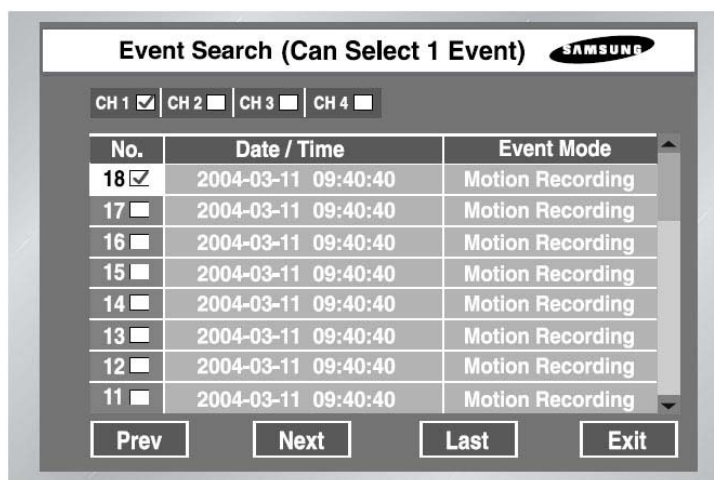 Event Search (Can Select 1 Event) SAMSUNG
CH 1 CH 2 CH 3 CH 4
No. Date / Time Event Mode
18 2004-03-11 09:40:40 Motion Recording
17 2004-03-11 09:40:40 Motion Recording
16 2004-03-11 09:40:40 Motion Recording
15 2004-03-11 09:40:40 Motion Recording
14 2004-03-11 09:40:40 Motion Recording
13 2004-03-11 09:40:40 Motion Recording
12 2004-03-11 09:40:40 Motion Recording
11 2004-03-11 09:40:40 Motion Recording
Prev Next Last Exit